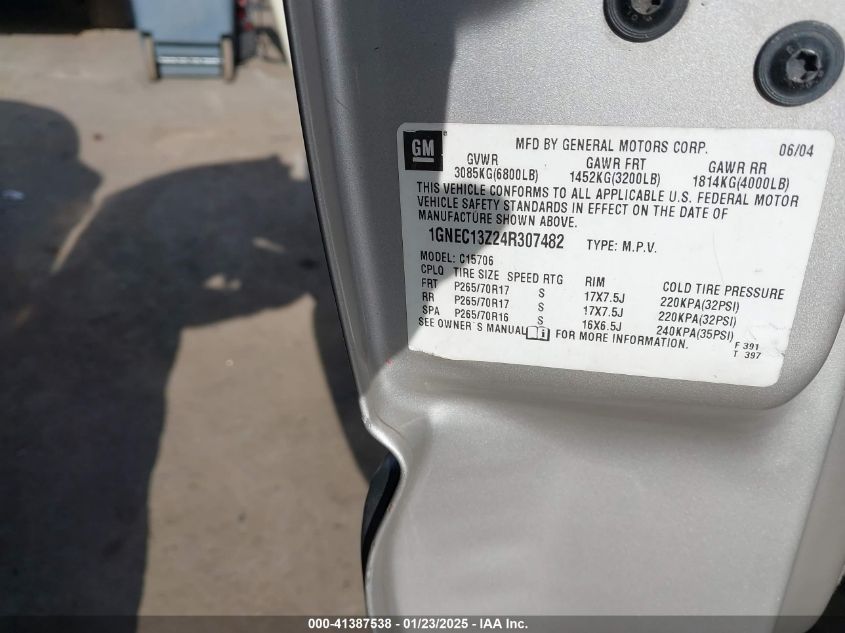 GM
MFD BY GENERAL MOTORS CORP. 06/04
GVWR GAWR FRT GAWR RR
3085KG(6800LB) 1452KG(3200LB) 1814KG(4000LB)
THIS VEHICLE CONFORMS TO ALL APPLICABLE U.S. FEDERAL MOTOR
VEHICLE SAFETY STANDARDS IN EFFECT ON THE DATE OF
MANUFACTURE SHOWN ABOVE.
1GNEC13Z24R307482 TYPE: M.P.V.
MODEL: C15706
CPLQ TIRE SIZE SPEED RTG RIM COLD TIRE PRESSURE
FRT P265/70R17 S 17X7.5J 220KPA(32PSI)
RR P265/70R17 S 17X7.5J 220KPA(32PSI)
SPA P265/70R16 S 16X6.5J 240KPA(35PSI)
SEE OWNER'S MANUAL FOR MORE INFORMATION.
F 391
T 397
000-41387538 - 01/23/2025 - IAA Inc.